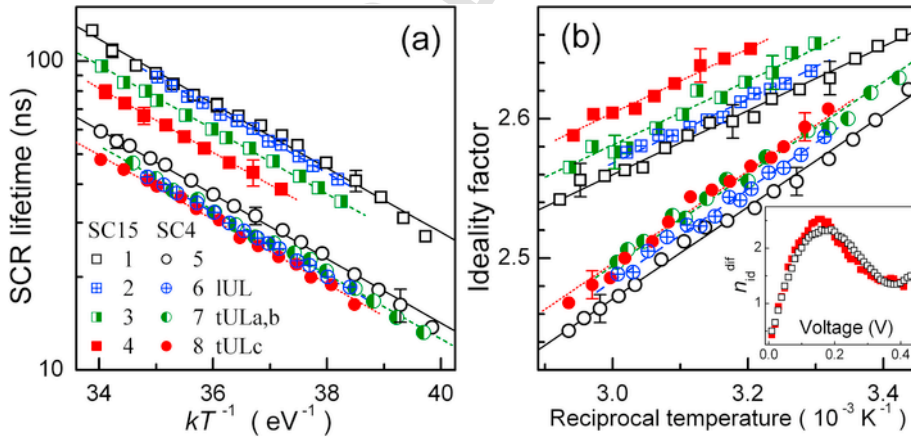 (a)
100
10
SCR lifetime (ns)
SC15 SC4
1 5
2 6 lUL
3 7 tULa,b
4 8 tULc
34 36 38 40
kT⁻¹ ( eV⁻¹)
(b)
2.6
2.5
Ideality factor
3.0 3.2 3.4
Reciprocal temperature ( 10⁻³ K⁻¹)
2
1
n_id^dif
Voltage (V)
0.0 0.2 0.4